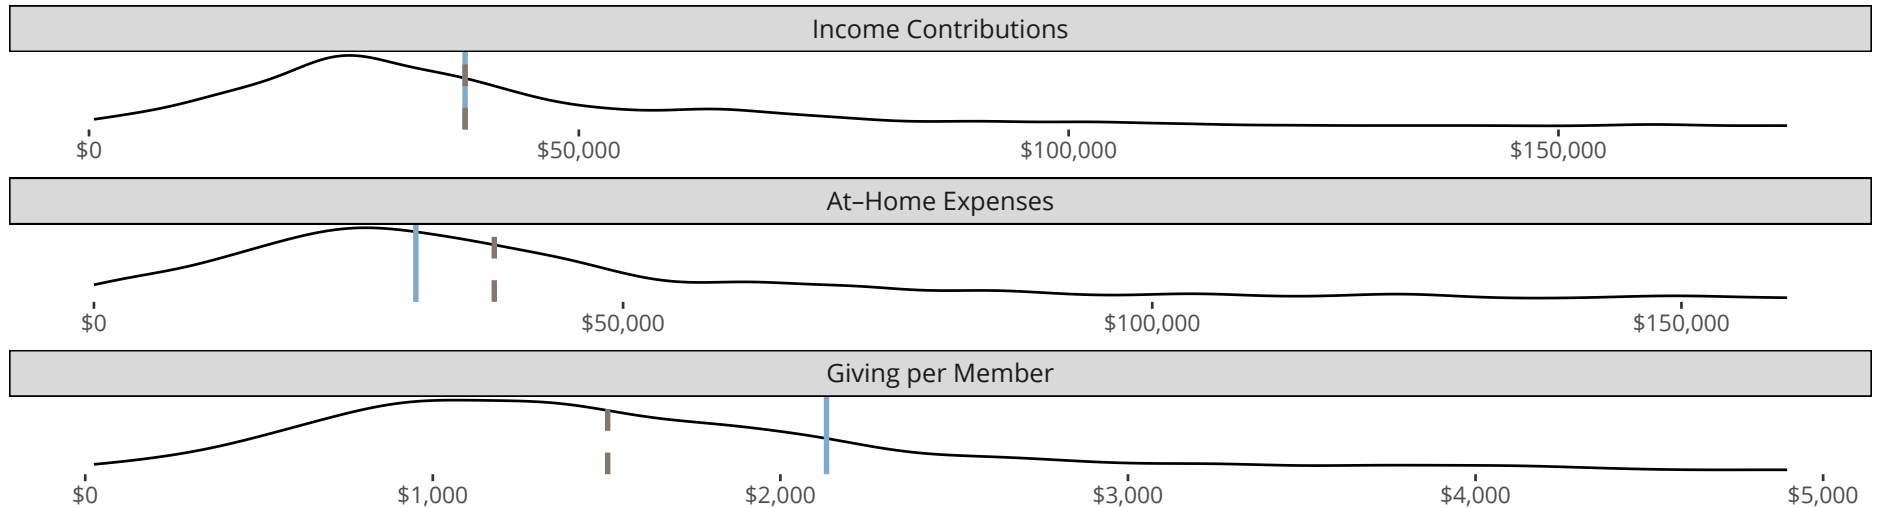 Income Contributions
$0 $50,000 $100,000 $150,000
At–Home Expenses
$0 $50,000 $100,000 $150,000
Giving per Member
$0 $1,000 $2,000 $3,000 $4,000 $5,000